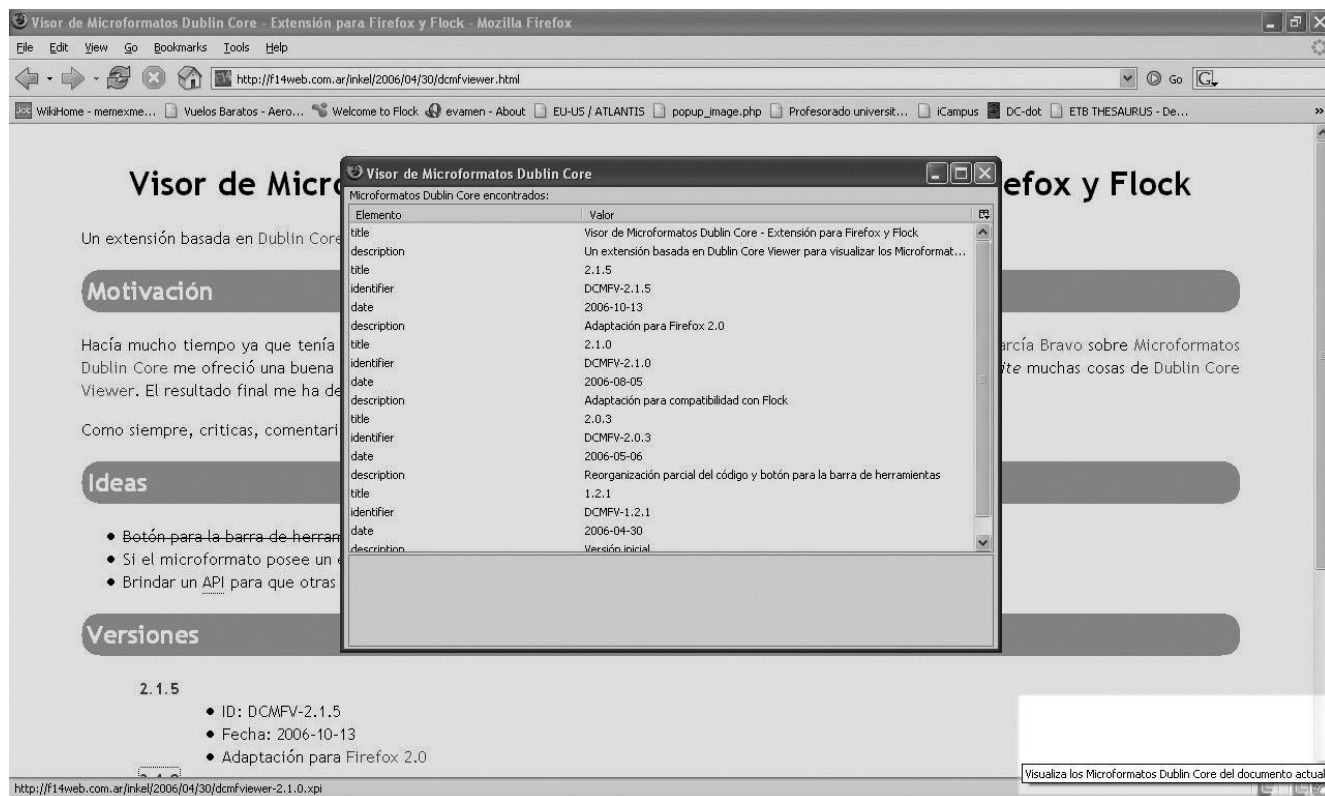 Visor de Microformatos Dublin Core - Extensión para Firefox y Flock - Mozilla Firefox
File Edit View Go Bookmarks Tools Help
http://f14web.com.ar/inkel/2006/04/30/dcmfviewer.html Go G
WikiHome - memexme... Vuelos Baratos - Aero... Welcome to Flock evamen - About EU-US / ATLANTIS popup_image.php Profesorado universit... iCampus DC-dot ETB THESAURUS - De... »
Visor de Micro
efox y Flock
Un extensión basada en Dublin Core
Motivación
Hacía mucho tiempo ya que tenía
arcía Bravo sobre Microformatos
Dublin Core me ofreció una buena
ite muchas cosas de Dublin Core
Viewer. El resultado final me ha de
Como siempre, criticas, comentari
Ideas
Botón para la barra de herram
Si el microformato posee un e
Brindar un API para que otras
Versiones
2.1.5
ID: DCMFV-2.1.5
Fecha: 2006-10-13
Adaptación para Firefox 2.0
Visor de Microformatos Dublin Core
Microformatos Dublin Core encontrados:
Elemento Valor
title Visor de Microformatos Dublin Core - Extensión para Firefox y Flock
description Un extensión basada en Dublin Core Viewer para visualizar los Microformat...
title 2.1.5
identifier DCMFV-2.1.5
date 2006-10-13
description Adaptación para Firefox 2.0
title 2.1.0
identifier DCMFV-2.1.0
date 2006-08-05
description Adaptación para compatibilidad con Flock
title 2.0.3
identifier DCMFV-2.0.3
date 2006-05-06
description Reorganización parcial del código y botón para la barra de herramientas
title 1.2.1
identifier DCMFV-1.2.1
date 2006-04-30
description Versión inicial
Visualiza los Microformatos Dublin Core del documento actual
http://f14web.com.ar/inkel/2006/04/30/dcmfviewer-2.1.0.xpi